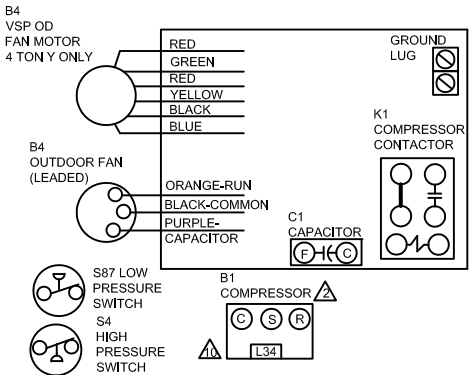 B4
VSP OD
FAN MOTOR
4 TON Y ONLY
RED
GREEN
RED
YELLOW
BLACK
BLUE
GROUND
LUG
K1
COMPRESSOR
CONTACTOR
B4
OUTDOOR FAN
(LEADED)
ORANGE-RUN
BLACK-COMMON
PURPLE-
CAPACITOR
C1
CAPACITOR
F C
S87 LOW
PRESSURE
SWITCH
S4
HIGH
PRESSURE
SWITCH
B1
COMPRESSOR 2
C S R
10 L34